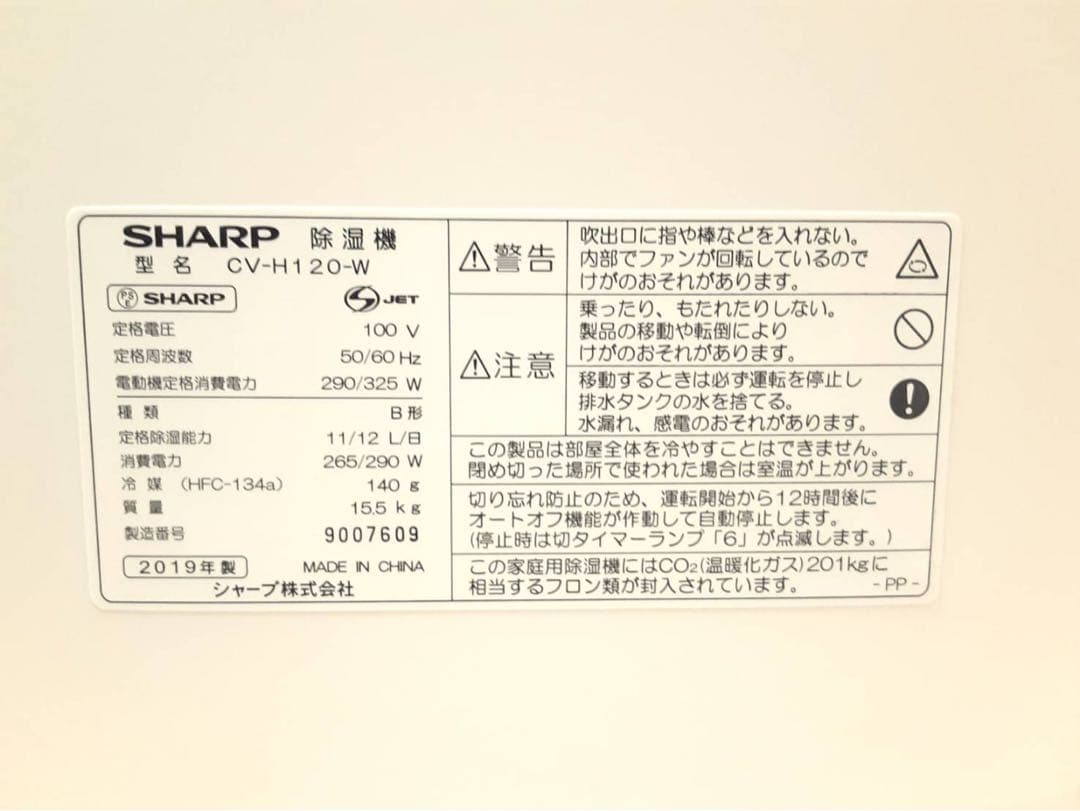 SHARP 除湿機
型名 CV-H120-W
PSE SHARP
S JET
定格電圧 100 V
定格周波数 50/60 Hz
電動機定格消費電力 290/325 W
種類 B形
定格除湿能力 11/12 L/日
消費電力 265/290 W
冷媒 (HFC-134a) 140 g
質量 15.5 kg
製造番号 9007609
2019年製 MADE IN CHINA
シャープ株式会社
警告
吹出口に指や棒などを入れない。
内部でファンが回転しているので
けがのおそれがあります。
注意
乗ったり、もたれたりしない。
製品の移動や転倒により
けがのおそれがあります。
移動するときは必ず運転を停止し
排水タンクの水を捨てる。
水漏れ、感電のおそれがあります。
この製品は部屋全体を冷やすことはできません。
閉め切った場所で使われた場合は室温が上がります。
切り忘れ防止のため、運転開始から12時間後に
オートオフ機能が作動して自動停止します。
(停止時は切タイマーランプ「6」が点滅します。)
この家庭用除湿機にはCO₂(温暖化ガス)201kgに
相当するフロン類が封入されています。 -PP-